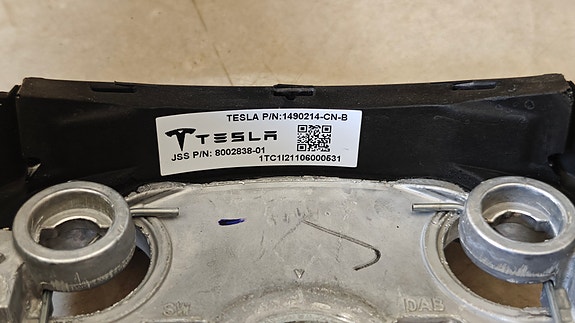 TESLA P/N:1490214-CN-B
TESLA
JSS P/N: 8002838-01
1TC1I21106000531
DAB